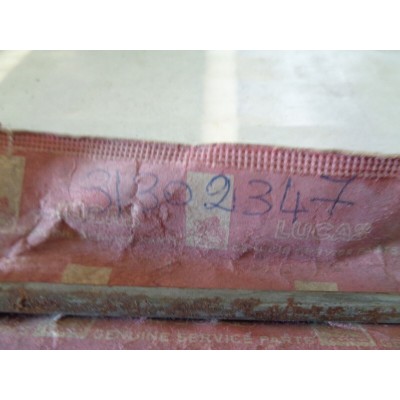 31302347
LUCAS
GENUINE SERVICE PARTS